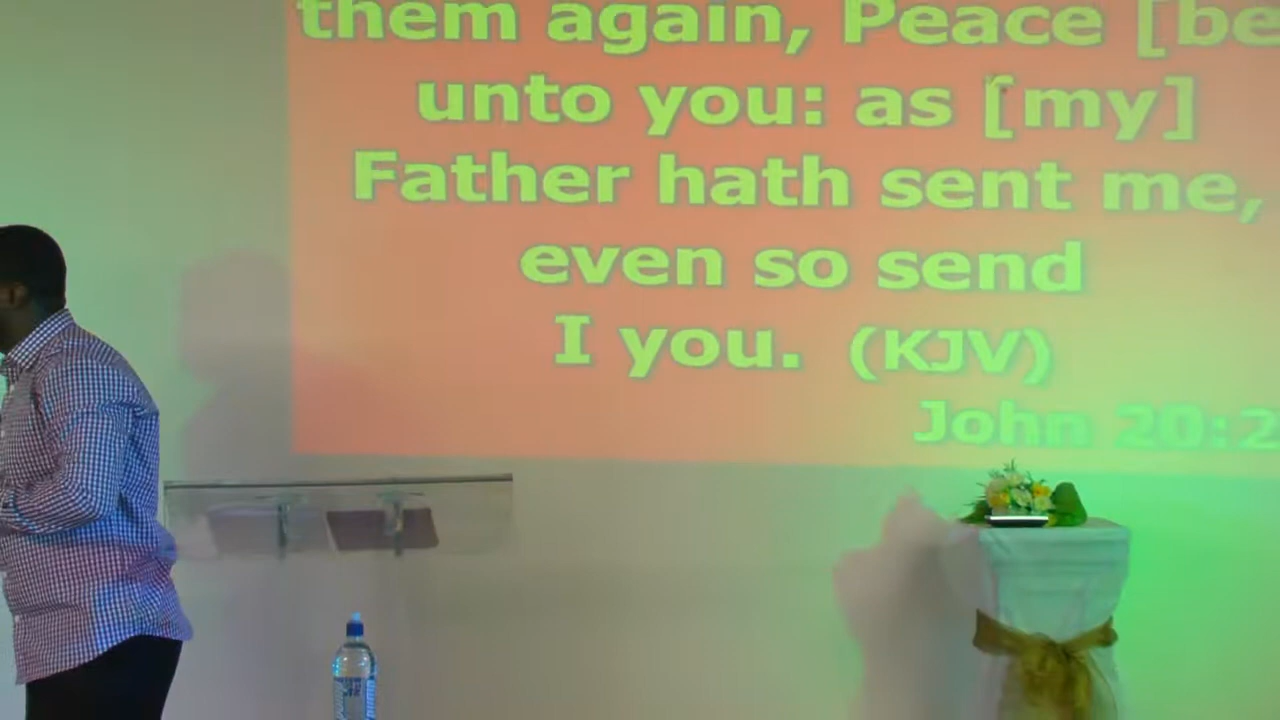 them again, Peace [be
unto you: as [my]
Father hath sent me,
even so send
I you. (KJV)
John 20:2